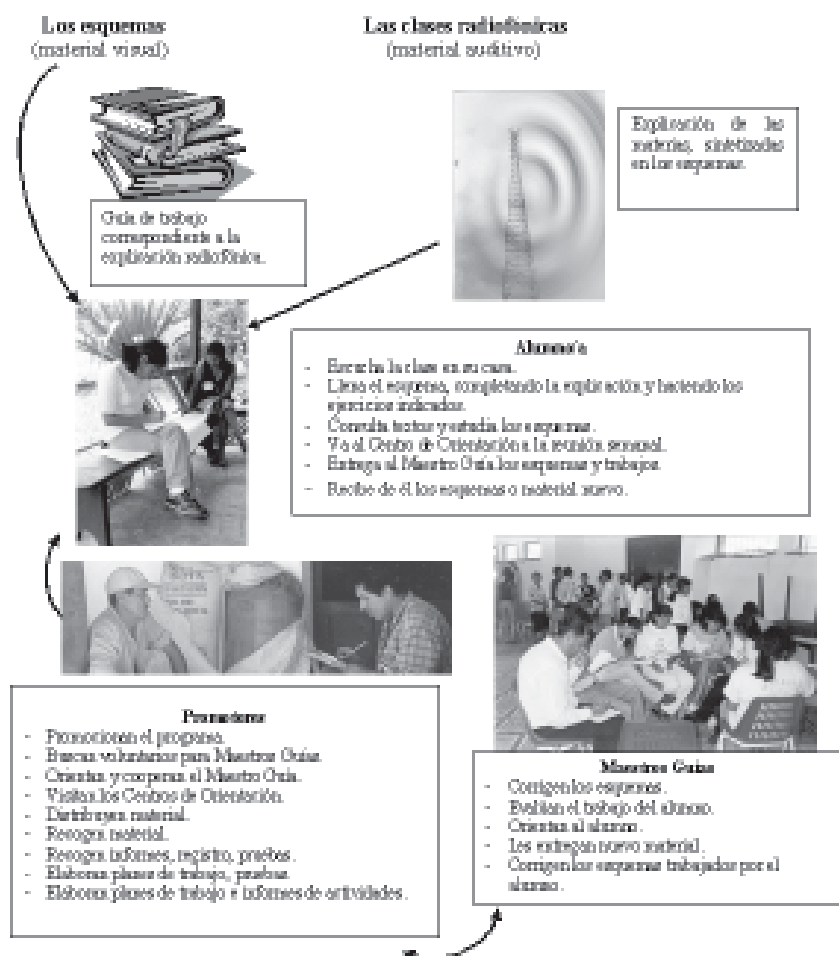 Los esquemas
(material visual)
Las clases radiofónicas
(material auditivo)
Explicación de las
materias, sintetizadas
en los esquemas.
Guía de trabajo
correspondiente a la
explicación radiofónica.
Alumno/a
- Escucha la clase en su casa.
- Llena el esquema, completando la explicación y haciendo los
ejercicios indicados.
- Consulta textos y estudia los esquemas.
- Va al Centro de Orientación a la reunión semanal.
- Entrega al Maestro Guía los esquemas y trabajos.
- Recibe de él los esquemas o material nuevo.
Promotores
- Promocionan el programa.
- Buscan voluntarios para Maestros Guías.
- Orientan y cooperan al Maestro Guía.
- Visitan los Centros de Orientación.
- Distribuyen material.
- Recogen material.
- Recogen informes, registro, pruebas.
- Elaboran planes de trabajo, pruebas.
- Elaboran planes de trabajo e informes de actividades.
Maestros Guías
- Corrigen los esquemas.
- Evalúan el trabajo del alumno.
- Orientan al alumno.
- Les entregan nuevo material.
- Corrigen los esquemas trabajados por el
alumno.